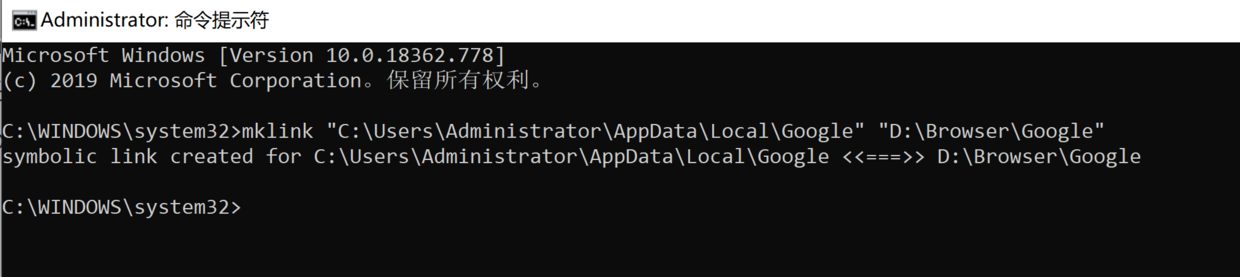 Administrator: 命令提示符
Microsoft Windows [Version 10.0.18362.778]
(c) 2019 Microsoft Corporation。保留所有权利。
C:\WINDOWS\system32>mklink "C:\Users\Administrator\AppData\Local\Google" "D:\Browser\Google"
symbolic link created for C:\Users\Administrator\AppData\Local\Google <<===>> D:\Browser\Google
C:\WINDOWS\system32>